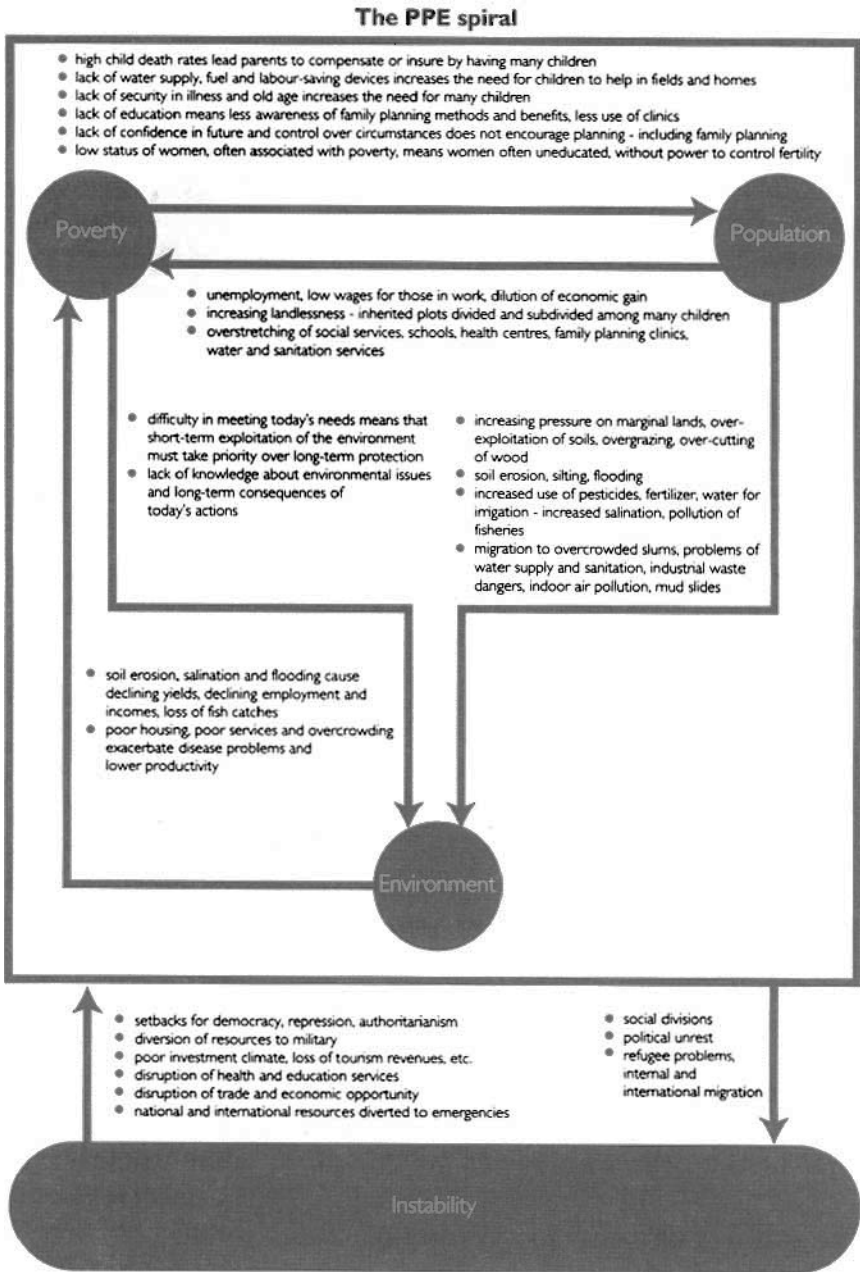 The PPE spiral
• high child death rates lead parents to compensate or insure by having many children
• lack of water supply, fuel and labour-saving devices increases the need for children to help in fields and homes
• lack of security in illness and old age increases the need for many children
• lack of education means less awareness of family planning methods and benefits, less use of clinics
• lack of confidence in future and control over circumstances does not encourage planning - including family planning
• low status of women, often associated with poverty, means women often uneducated, without power to control fertility
Poverty
Population
• unemployment, low wages for those in work, dilution of economic gain
• increasing landlessness - inherited plots divided and subdivided among many children
• overstretching of social services, schools, health centres, family planning clinics,
water and sanitation services
• difficulty in meeting today's needs means that
short-term exploitation of the environment
must take priority over long-term protection
• lack of knowledge about environmental issues
and long-term consequences of
today's actions
• increasing pressure on marginal lands, over-
exploitation of soils, overgrazing, over-cutting
of wood
• soil erosion, silting, flooding
• increased use of pesticides, fertilizer, water for
irrigation - increased salination, pollution of
fisheries
• migration to overcrowded slums, problems of
water supply and sanitation, industrial waste
dangers, indoor air pollution, mud slides
• soil erosion, salination and flooding cause
declining yields, declining employment and
incomes, loss of fish catches
• poor housing, poor services and overcrowding
exacerbate disease problems and
lower productivity
Environment
• setbacks for democracy, repression, authoritarianism
• diversion of resources to military
• poor investment climate, loss of tourism revenues, etc.
• disruption of health and education services
• disruption of trade and economic opportunity
• national and international resources diverted to emergencies
• social divisions
• political unrest
• refugee problems,
internal and
international migration
Instability